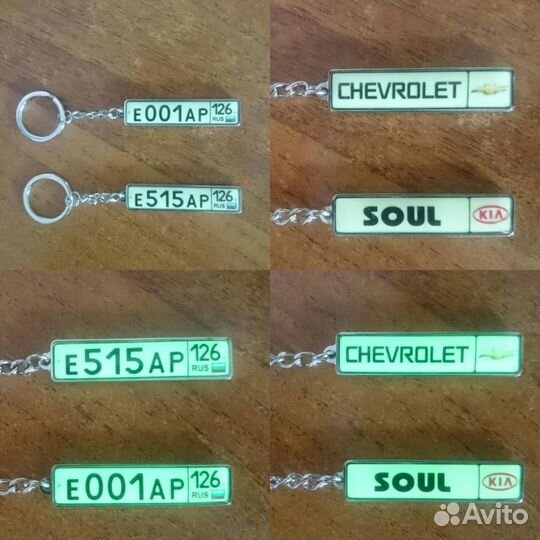 E001AP 126
RUS
E515AP 126
RUS
CHEVROLET
SOUL KIA
E515AP 126
RUS
E001AP 126
RUS
CHEVROLET
SOUL KIA
Avito